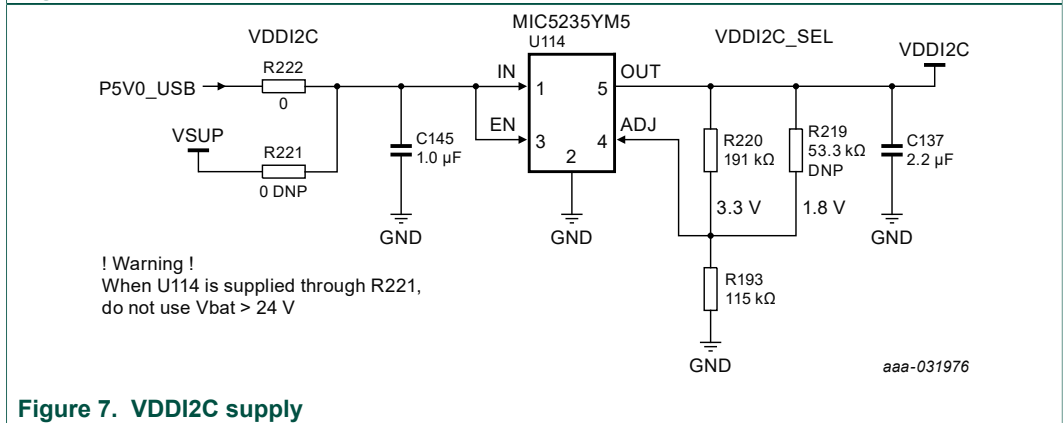 MIC5235YM5
U114
VDDI2C
VDDI2C_SEL
VDDI2C
R222
P5V0_USB
0
VSUP
R221
0 DNP
C145
1.0 µF
IN
1
EN
3
2
OUT
5
ADJ
4
R220
191 kΩ
R219
53.3 kΩ
DNP
C137
2.2 µF
3.3 V
1.8 V
GND
GND
GND
R193
115 kΩ
GND
! Warning !
When U114 is supplied through R221,
do not use Vbat > 24 V
aaa-031976
Figure 7. VDDI2C supply